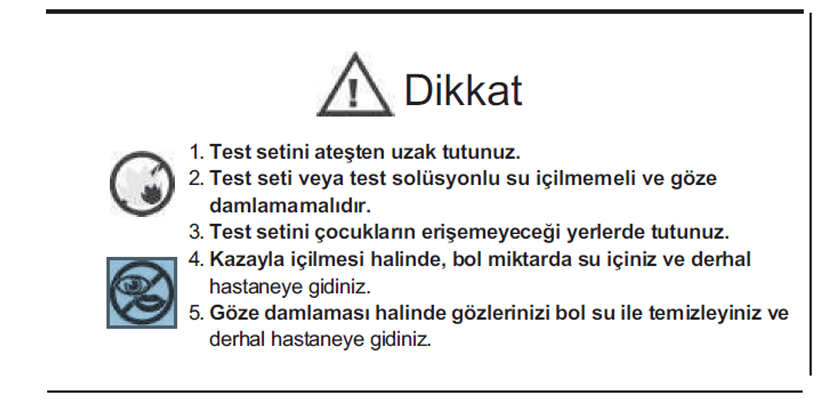 Dikkat
1. Test setini ateşten uzak tutunuz.
2. Test seti veya test solüsyonlu su içilmemeli ve göze
damlamamalıdır.
3. Test setini çocukların erişemeyeceği yerlerde tutunuz.
4. Kazayla içilmesi halinde, bol miktarda su içiniz ve derhal
hastaneye gidiniz.
5. Göze damlaması halinde gözlerinizi bol su ile temizleyiniz ve
derhal hastaneye gidiniz.